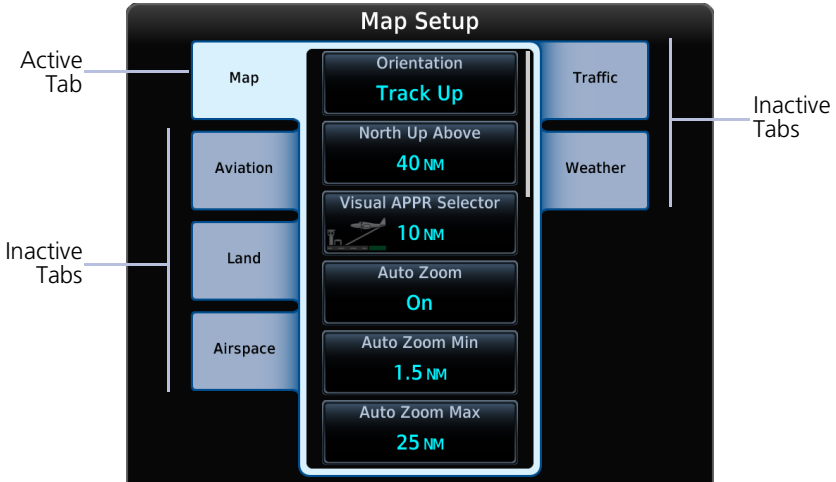 Map Setup
Active
Tab
Map
Aviation
Inactive
Tabs
Land
Airspace
Orientation
Track Up
North Up Above
40 NM
Visual APPR Selector
10 NM
Auto Zoom
On
Auto Zoom Min
1.5 NM
Auto Zoom Max
25 NM
Traffic
Weather
Inactive
Tabs